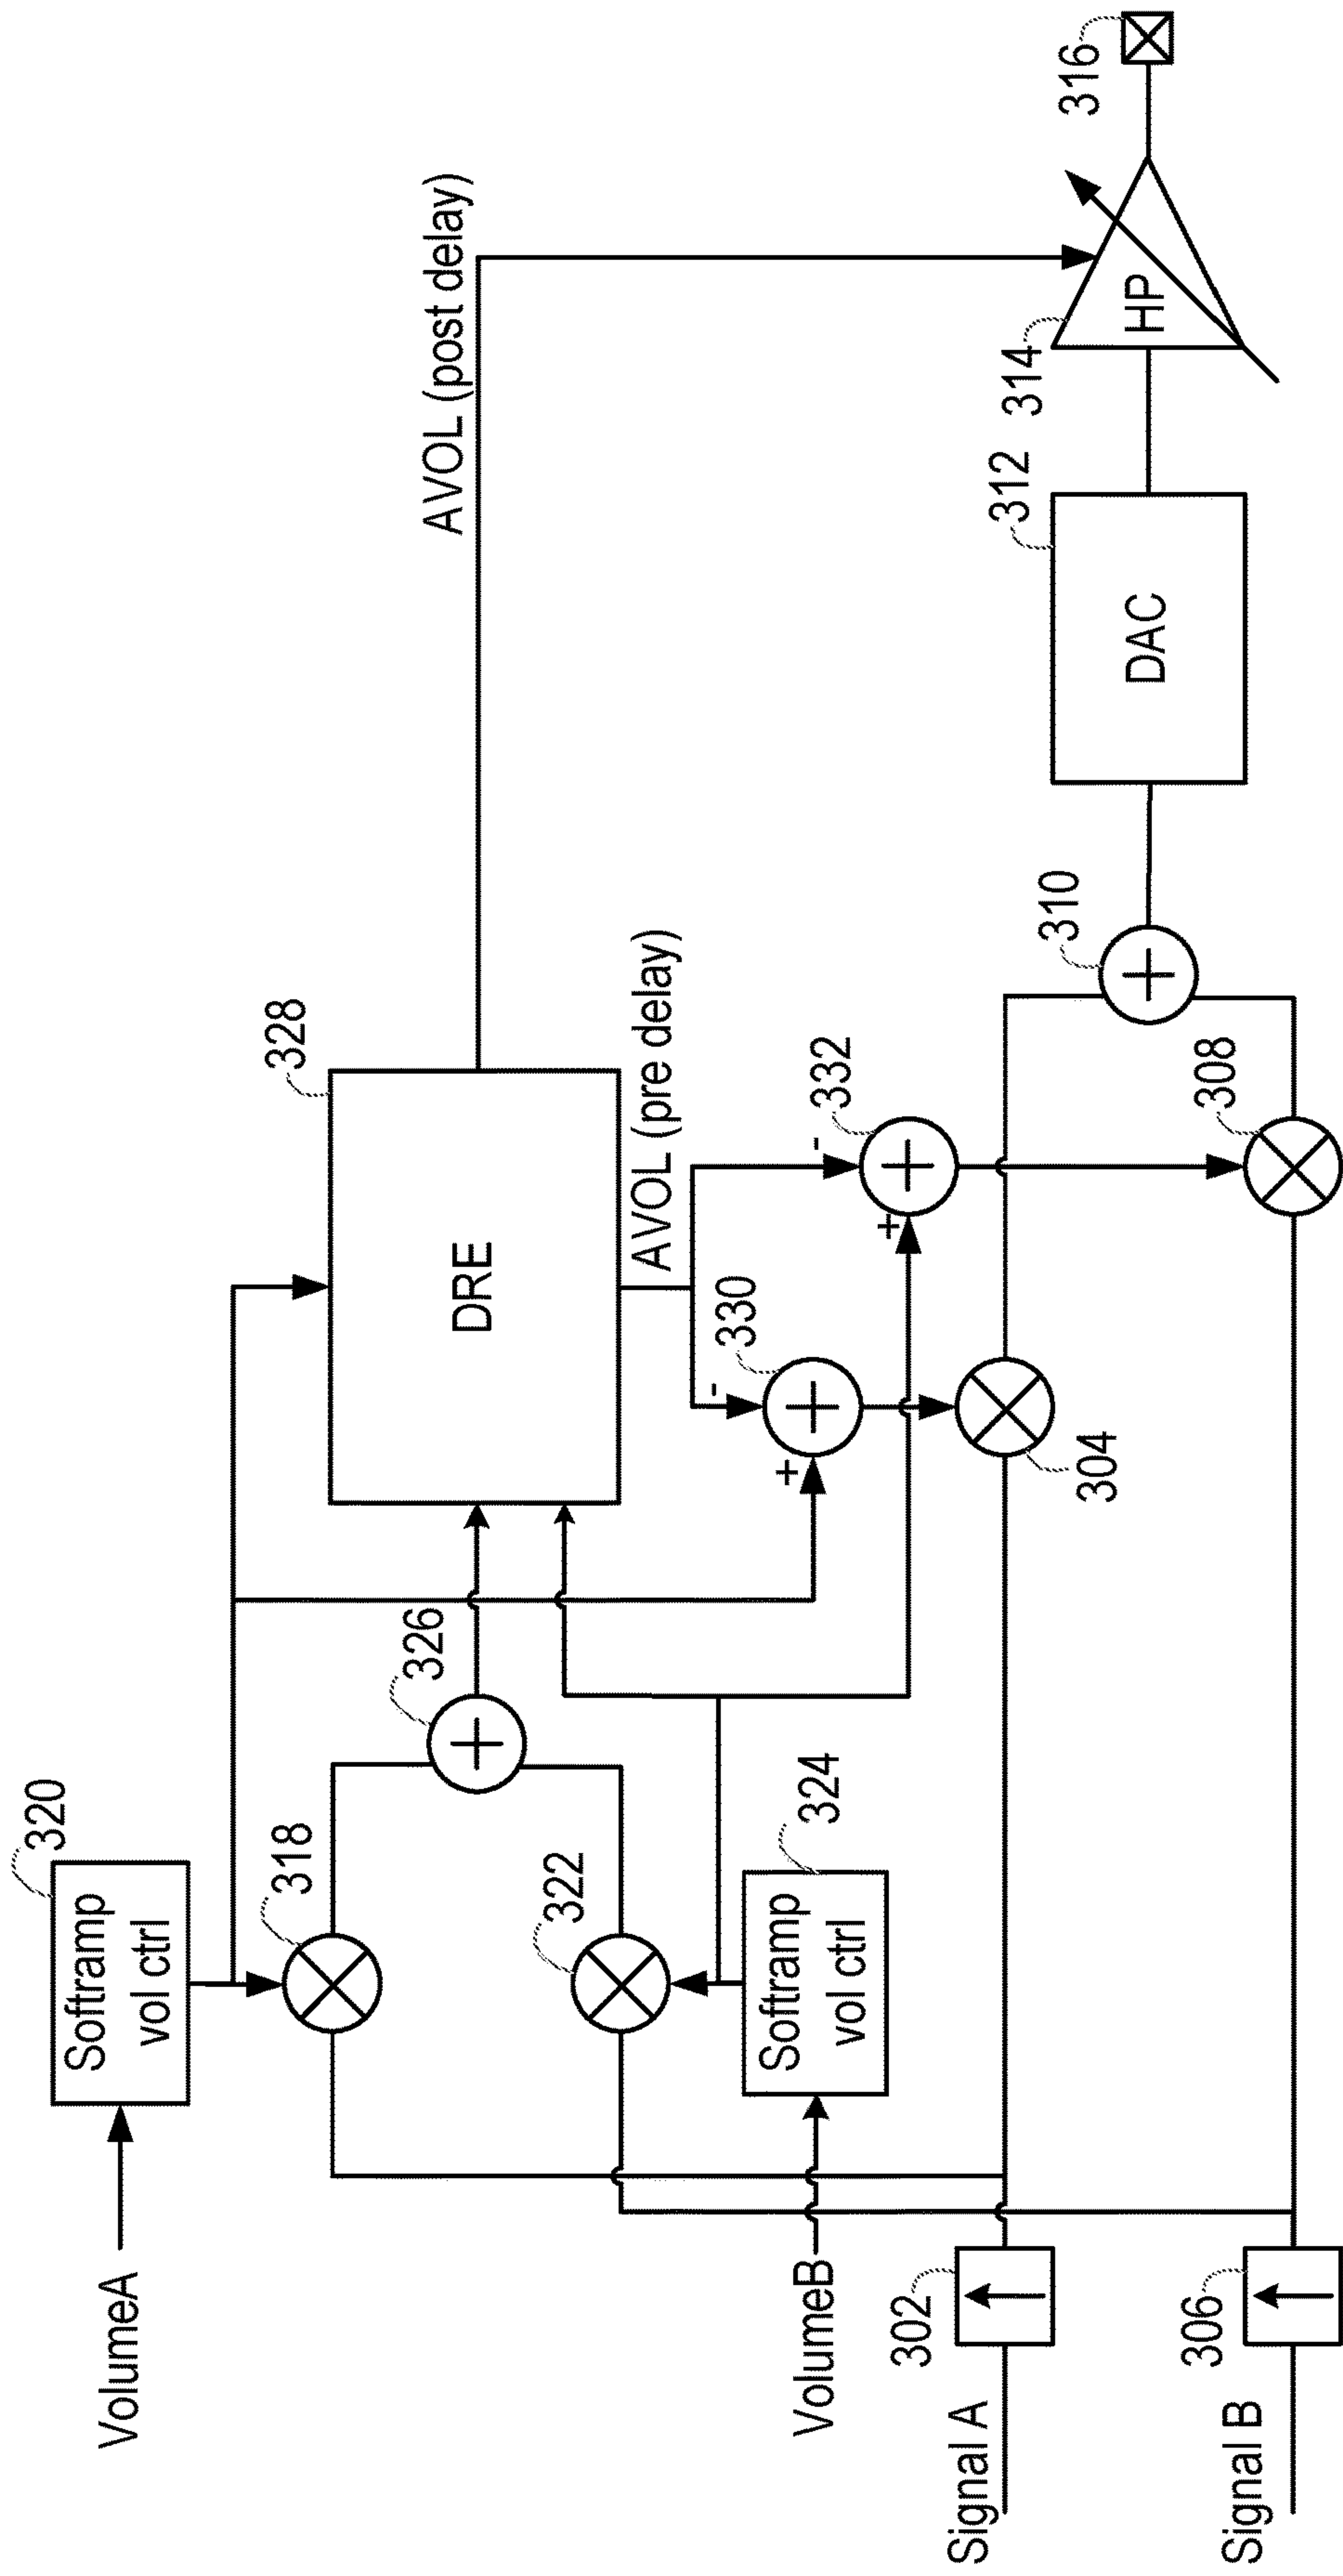 VolumeA
Softramp
vol ctrl
320
318
322
VolumeB
Softramp
vol ctrl
324
326
DRE
328
AVOL (post delay)
AVOL (pre delay)
-
+
330
-
+
332
Signal A
302
304
Signal B
306
308
310
DAC
312
HP
314
316